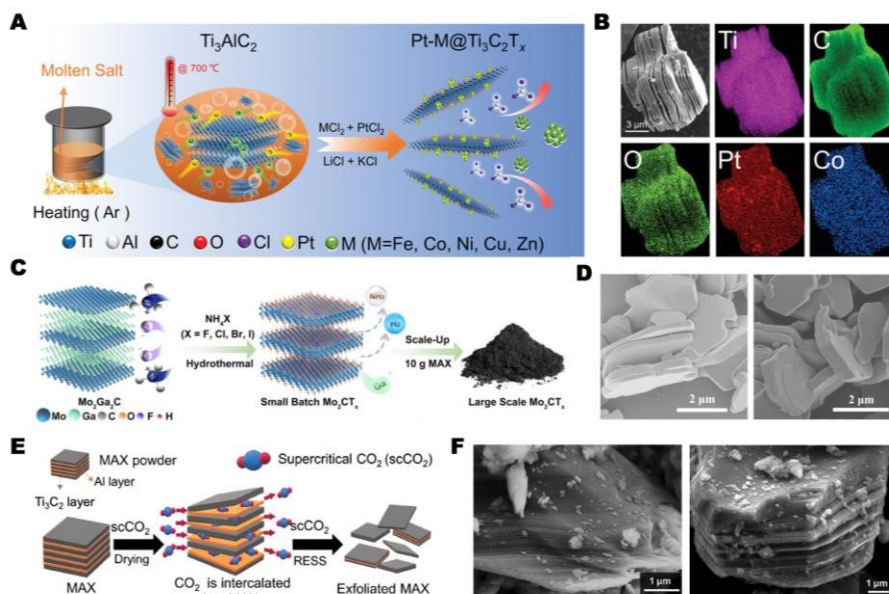 A
Ti₃AlC₂
Pt-M@Ti₃C₂Tₓ
Molten Salt
@ 700 ℃
MCl₂ + PtCl₂
LiCl + KCl
Heating ( Ar )
Ti Al C O Cl Pt M (M=Fe, Co, Ni, Cu, Zn)
B
Ti
C
3 μm
O
Pt
Co
C
(X = F, Cl, Br, I)
Hydrothermal
NH₃
H₂
Scale-Up
10 g MAX
Mo₂Ga₂C
Small Batch Mo₂CTₓ
Large Scale Mo₂CTₓ
Mo Ga C O F H
D
2 μm
2 μm
E
MAX powder
Al layer
Ti₃C₂ layer
Supercritical CO₂ (scCO₂)
scCO₂
Drying
scCO₂
RESS
MAX
CO₂ is intercalated
Exfoliated MAX
F
1 μm
1 μm